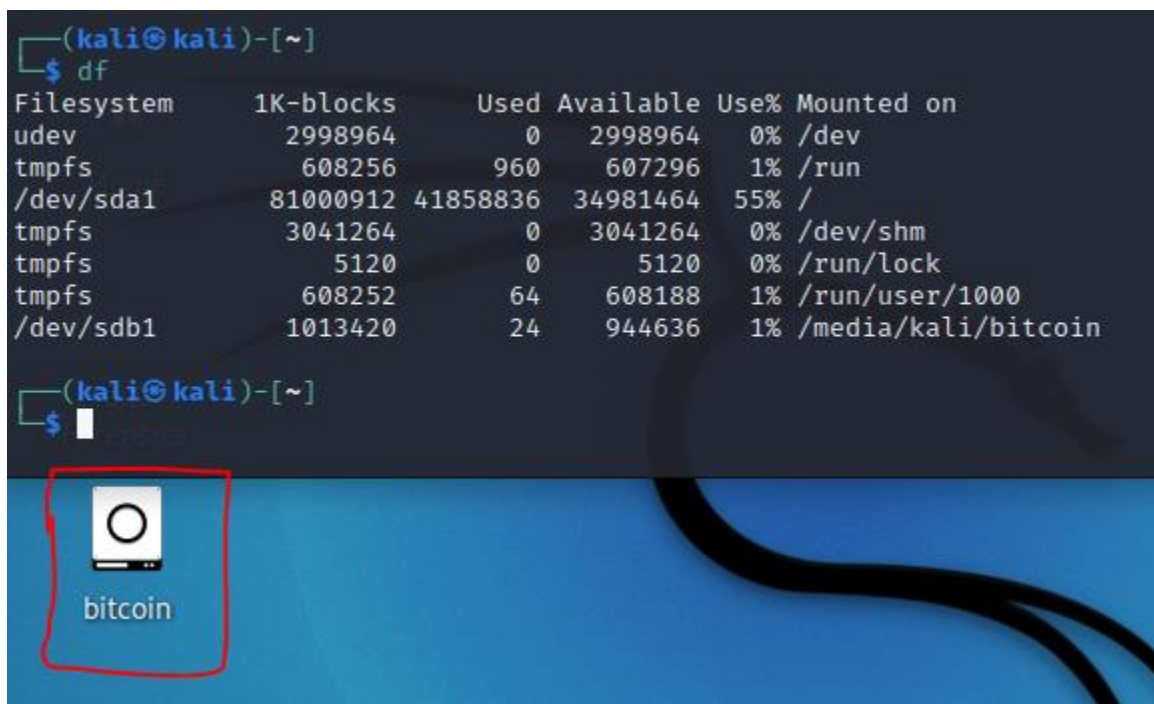 (kali㉿kali)-[~]
$ df
Filesystem 1K-blocks Used Available Use% Mounted on
udev 2998964 0 2998964 0% /dev
tmpfs 608256 960 607296 1% /run
/dev/sda1 81000912 41858836 34981464 55% /
tmpfs 3041264 0 3041264 0% /dev/shm
tmpfs 5120 0 5120 0% /run/lock
tmpfs 608252 64 608188 1% /run/user/1000
/dev/sdb1 1013420 24 944636 1% /media/kali/bitcoin
(kali㉿kali)-[~]
$
bitcoin